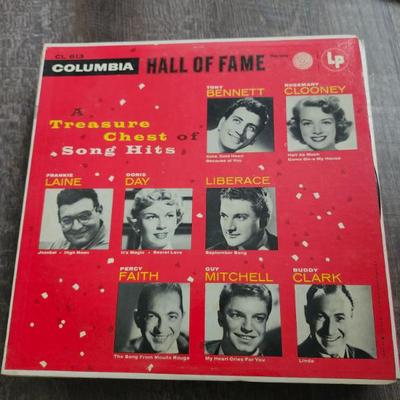 CL 613
COLUMBIA HALL OF FAME
LP
A
Treasure
Chest of
Song Hits
TONY
BENNETT
Cold, Cold Heart
Because of You
ROSEMARY
CLOONEY
Half as Much
Come On-a My House
FRANKIE
LAINE
Jezebel · High Noon
DORIS
DAY
It's Magic · Secret Love
LIBERACE
September Song
PERCY
FAITH
The Song From Moulin Rouge
GUY
MITCHELL
My Heart Cries For You
BUDDY
CLARK
Linda